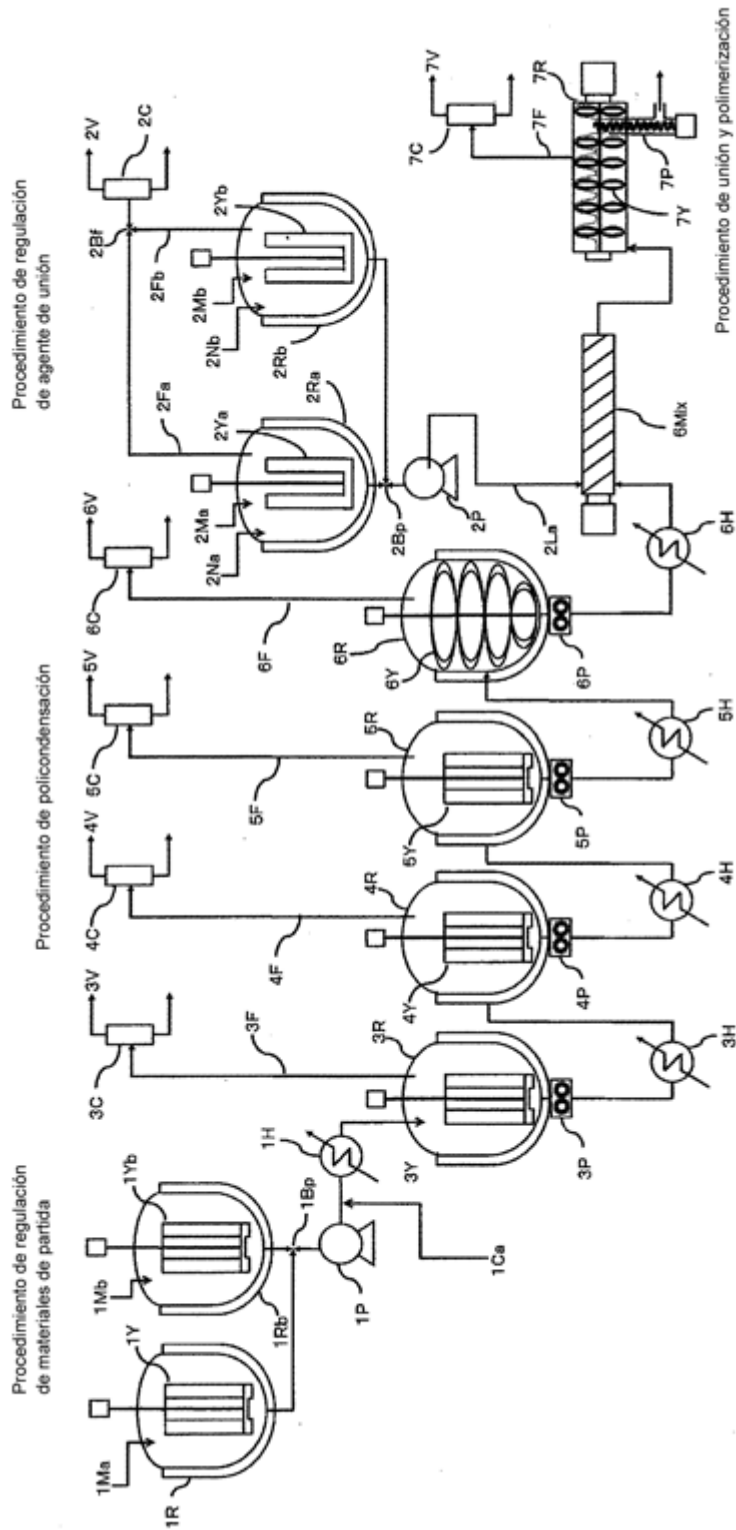 Procedimiento de regulación
de materiales de partida
Procedimiento de policondensación
Procedimiento de regulación
de agente de unión
Procedimiento de unión y polimerización
1Ma
1R
1Y
1Mb
1Yb
1Rb
1Bp
1P
1Ca
1H
3V
3C
3F
3R
3Y
3P
3H
4V
4C
4F
4R
4Y
4P
4H
5V
5C
5F
5R
5Y
5P
5H
6V
6C
6F
6R
6Y
6P
6H
6Mix
2V
2C
2Bf
2Fa
2Fb
2Na
2Ma
2Ya
2Ra
2Nb
2Mb
2Yb
2Rb
2Bp
2P
2La
7V
7C
7F
7R
7Y
7P